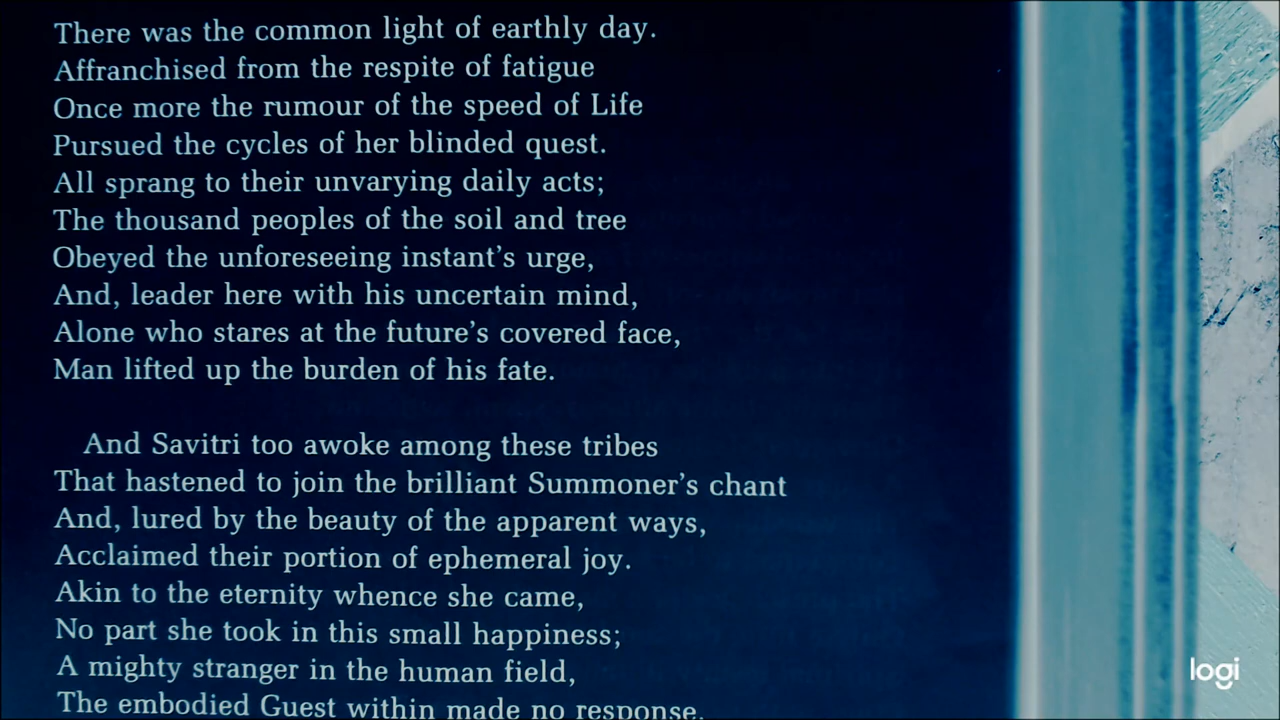 There was the common light of earthly day.
Affranchised from the respite of fatigue
Once more the rumour of the speed of Life
Pursued the cycles of her blinded quest.
All sprang to their unvarying daily acts;
The thousand peoples of the soil and tree
Obeyed the unforeseeing instant's urge,
And, leader here with his uncertain mind,
Alone who stares at the future's covered face,
Man lifted up the burden of his fate.

And Savitri too awoke among these tribes
That hastened to join the brilliant Summoner's chant
And, lured by the beauty of the apparent ways,
Acclaimed their portion of ephemeral joy.
Akin to the eternity whence she came,
No part she took in this small happiness;
A mighty stranger in the human field,
The embodied Guest within made no response.
logi